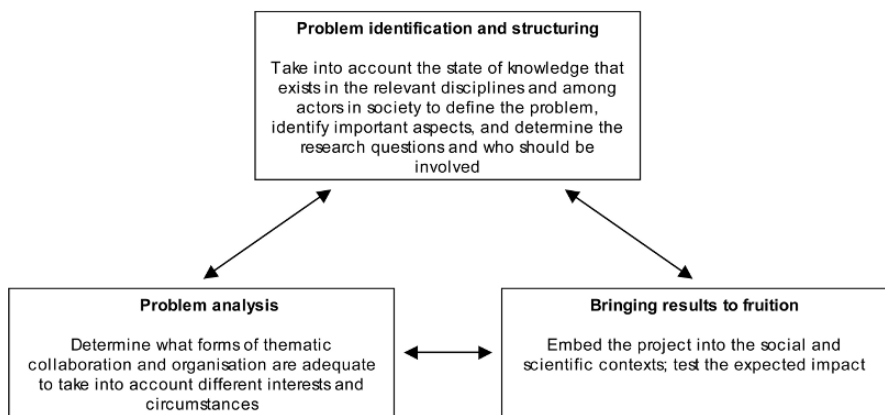 Problem identification and structuring
Take into account the state of knowledge that
exists in the relevant disciplines and among
actors in society to define the problem,
identify important aspects, and determine the
research questions and who should be
involved
Problem analysis
Determine what forms of thematic
collaboration and organisation are adequate
to take into account different interests and
circumstances
Bringing results to fruition
Embed the project into the social and
scientific contexts; test the expected impact